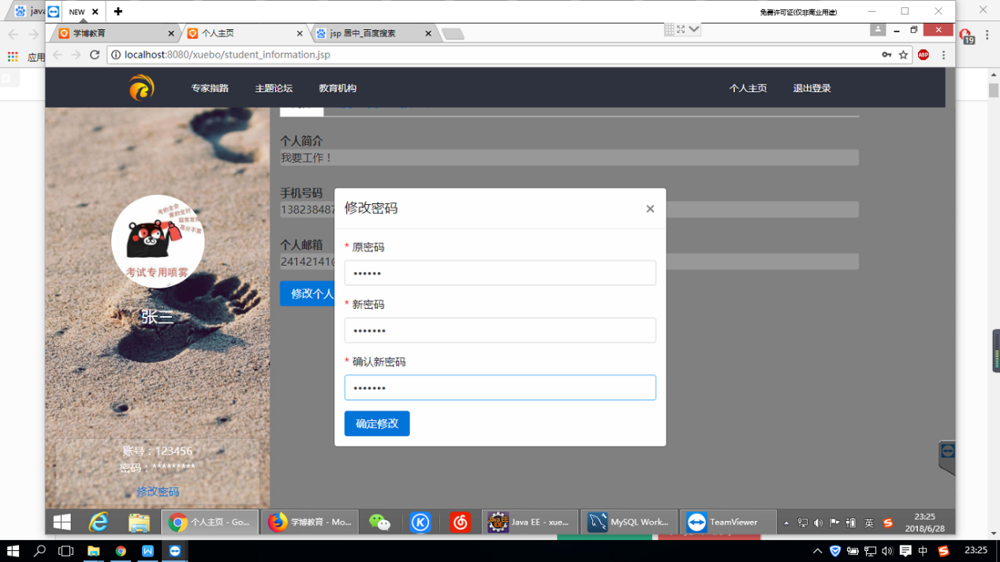 java
NEW
免费许可证(仅非商业用途)
学博教育
个人主页
jsp 居中_百度搜索
应用
localhost:8080/xuebo/student_information.jsp
ABP
19
专家指路
主题论坛
教育机构
个人主页
退出登录
个人简介
我要工作！
手机号码
138238487
个人邮箱
24142141@
修改个人
修改密码
* 原密码
••••••
* 新密码
•••••••
* 确认新密码
•••••••
确定修改
考试专用喷雾
张三
账号：123456
密码：*********
修改密码
个人主页 - Go...
学博教育 - Mo...
Java EE IDE
Java EE - xue...
MySQL Work...
TeamViewer
英
23:25
2018/6/28
中
23:25